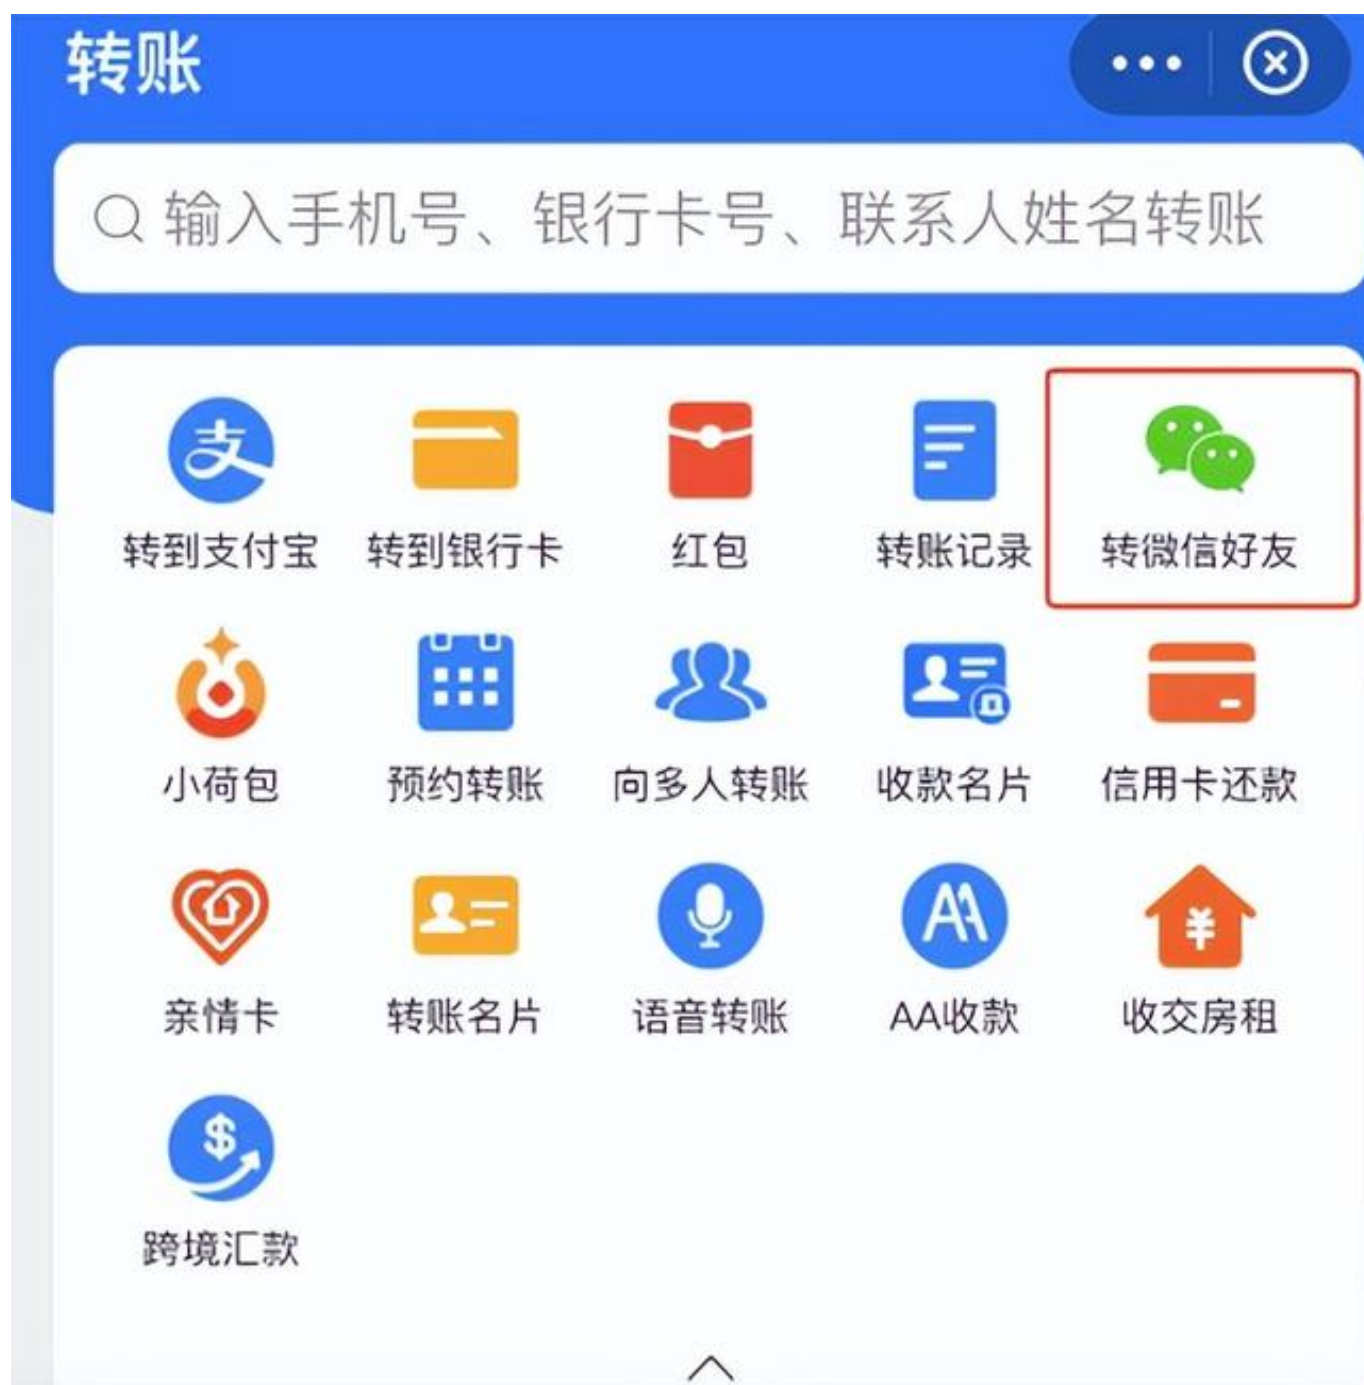 转账
输入手机号、银行卡号、联系人姓名转账
支
转到支付宝 转到银行卡 红包 转账记录 转微信好友
小荷包 预约转账 向多人转账 收款名片 信用卡还款
AA ¥
亲情卡 转账名片 语音转账 AA收款 收交房租
$
跨境汇款